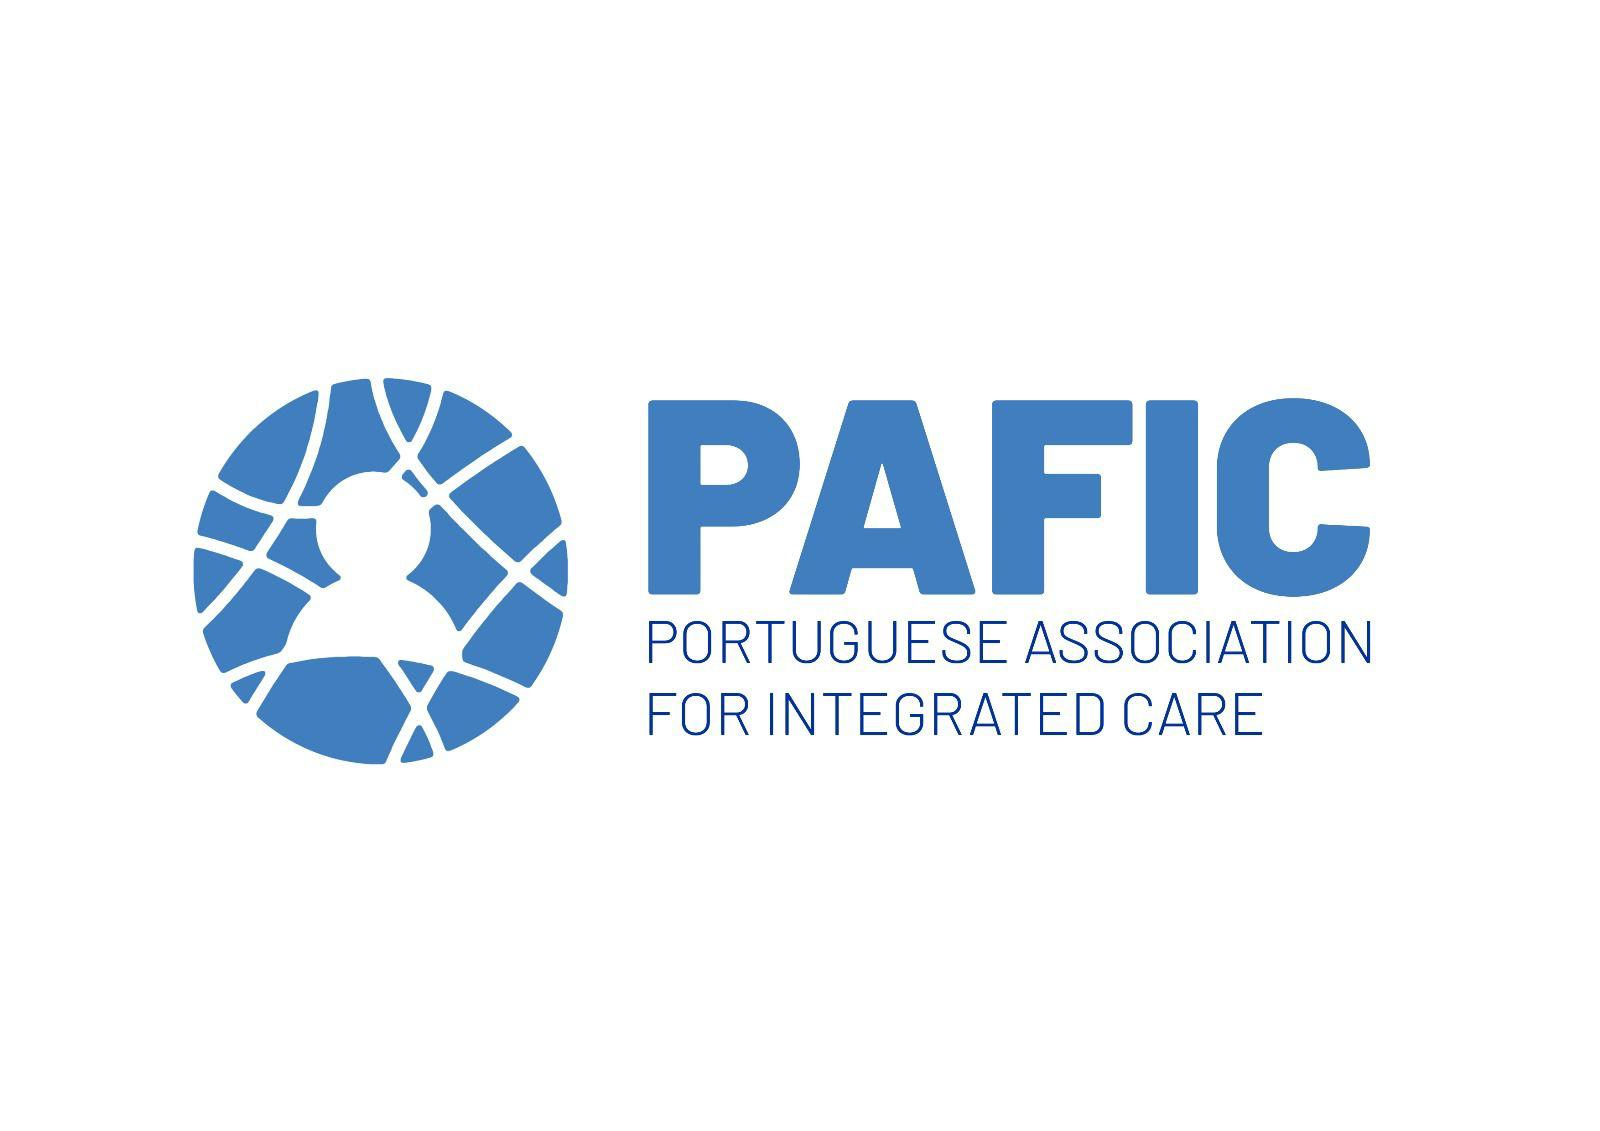 PAFIC
PORTUGUESE ASSOCIATION
FOR INTEGRATED CARE